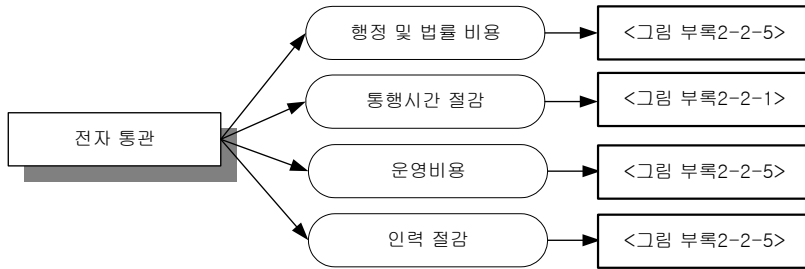 행정 및 법률 비용
<그림 부록2-2-5>
통행시간 절감
<그림 부록2-2-1>
전자 통관
운영비용
<그림 부록2-2-5>
인력 절감
<그림 부록2-2-5>